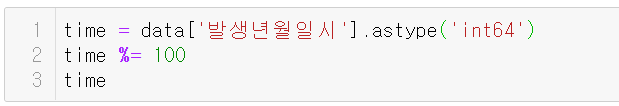 1 time = data['발생년월일시'].astype('int64')
2 time %= 100
3 time